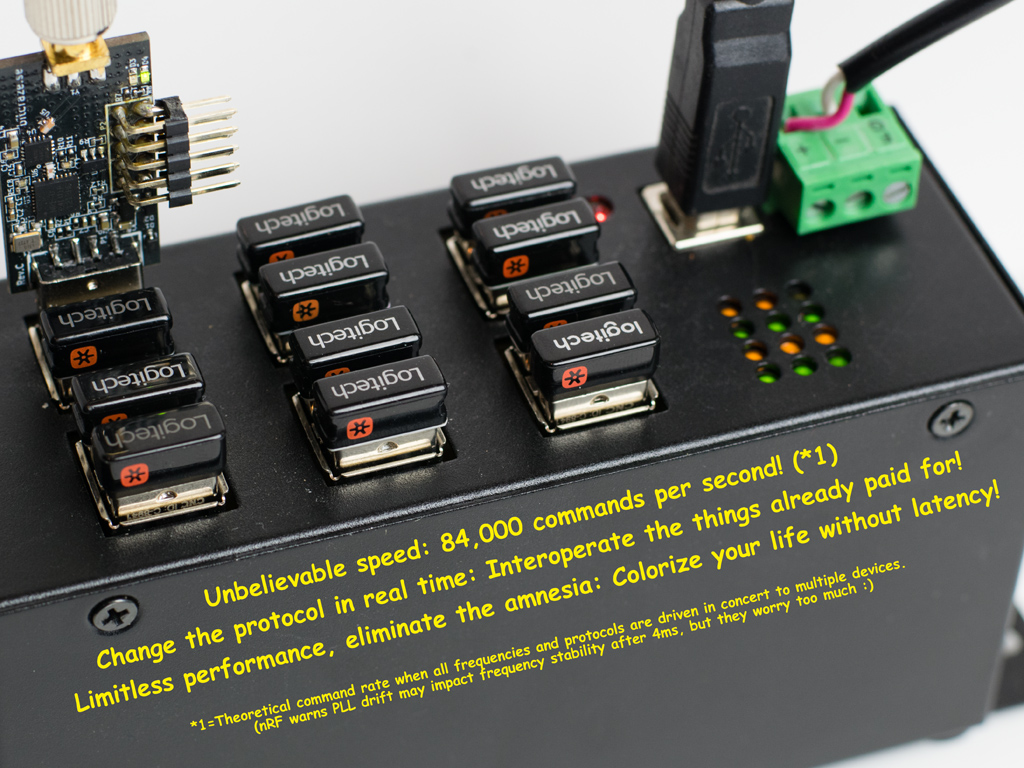 bitcraze.se
Logitech
Logitech
Logitech
Logitech
Logitech
Logitech
Logitech
Logitech
Logitech
Logitech
logitech
Unbelievable speed: 84,000 commands per second! (*1)
Change the protocol in real time: Interoperate the things already paid for!
Limitless performance, eliminate the amnesia: Colorize your life without latency!
*1=Theoretical command rate when all frequencies and protocols are driven in concert to multiple devices.
(nRF warns PLL drift may impact frequency stability after 4ms, but they worry too much :)